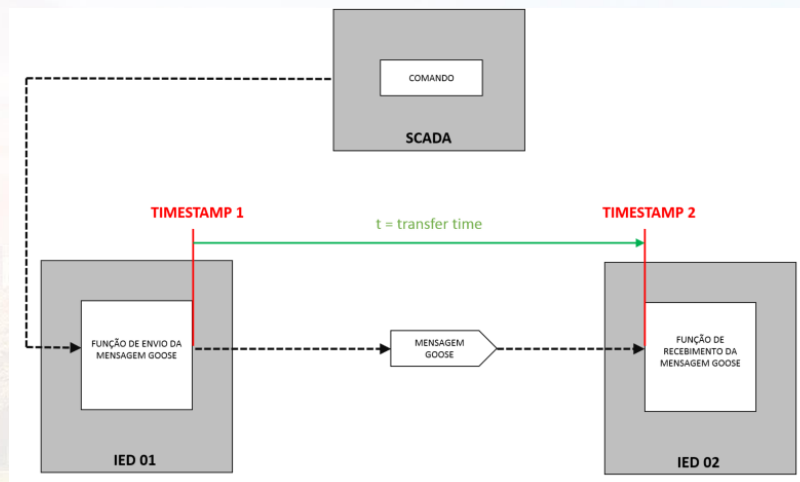 COMANDO
SCADA
TIMESTAMP 1
t = transfer time
TIMESTAMP 2
FUNÇÃO DE ENVIO DA
MENSAGEM GOOSE
MENSAGEM
GOOSE
FUNÇÃO DE
RECEBIMENTO DA
MENSAGEM GOOSE
IED 01
IED 02